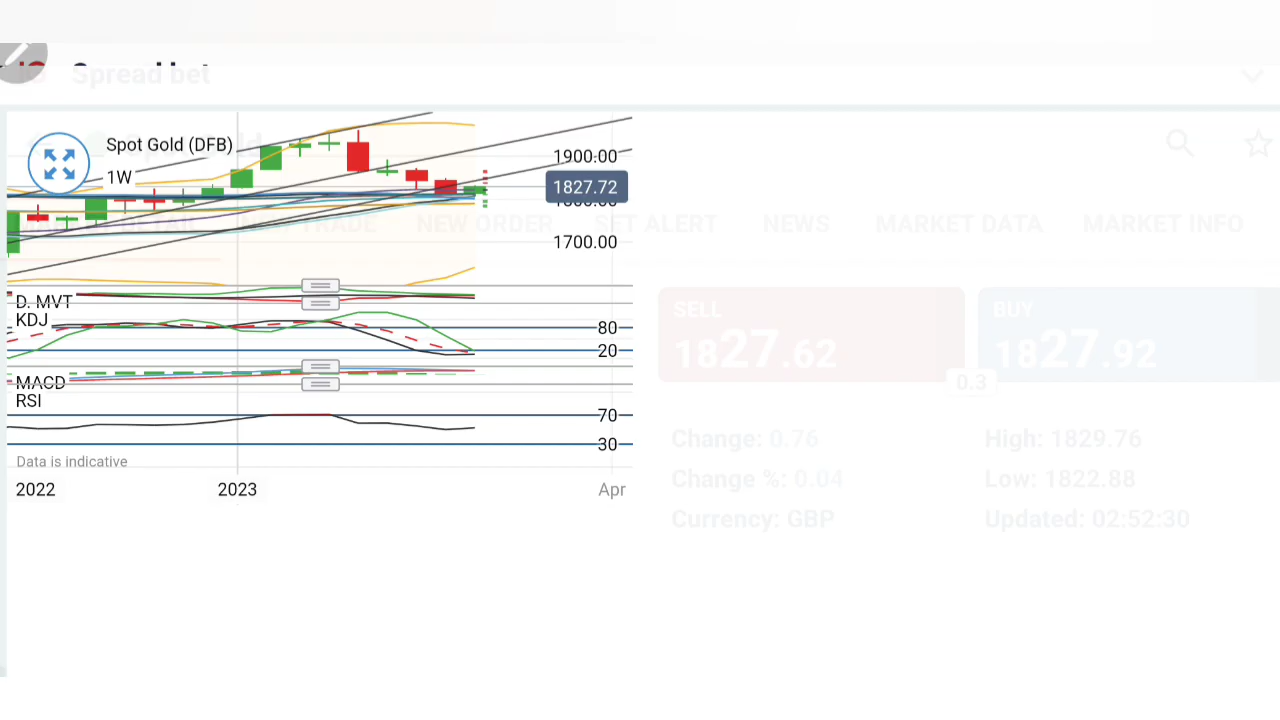 Spread bet
Spot Gold (DFB)
1W
1900.00
1827.72
1700.00
DETAIL
TRADE
NEW ORDER
SET ALERT
NEWS
MARKET DATA
MARKET INFO
D. MVT
KDJ
80
20
MACD
RSI
70
30
Data is indicative
2022
2023
Apr
SELL
1827.62
BUY
1827.92
0.3
Change: 0.76
High: 1829.76
Change %: 0.04
Low: 1822.88
Currency: GBP
Updated: 02:52:30